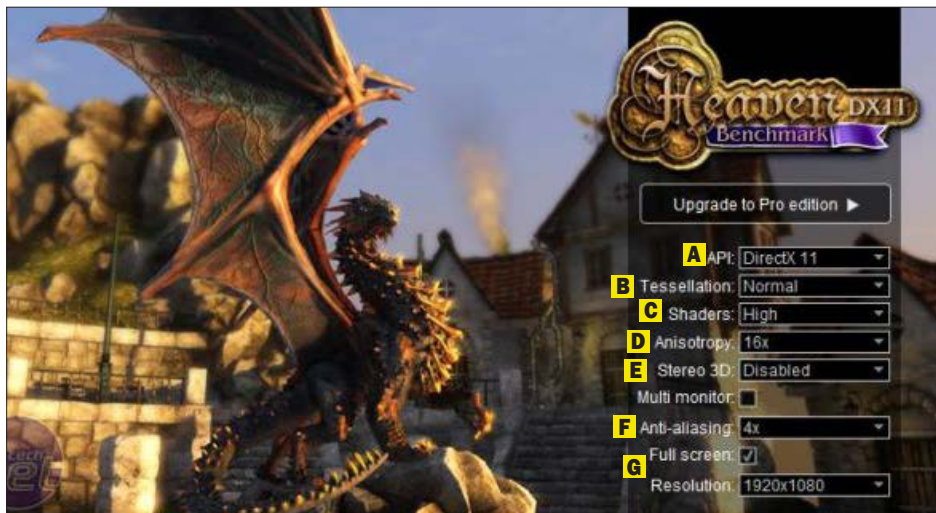 Heaven DX11
Benchmark
Upgrade to Pro edition ▶
A API: DirectX 11
B Tessellation: Normal
C Shaders: High
D Anisotropy: 16x
E Stereo 3D: Disabled
Multi monitor:
F Anti-aliasing: 4x
Full screen: ✓
G
Resolution: 1920x1080
tech